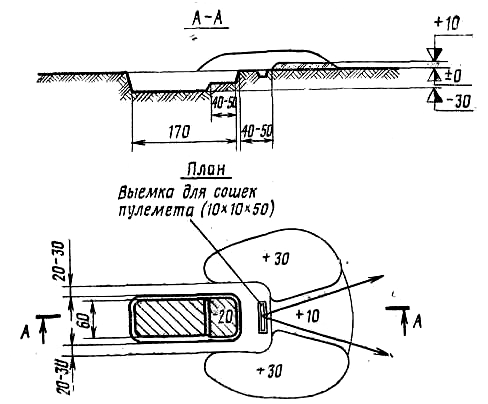 А-А
+10
±0
-30
40-50
170
40-50
План
Выемка для сошек
пулемета (10×10×50)
20-30
+30
60
-20
+10
А
А
20-30
+30